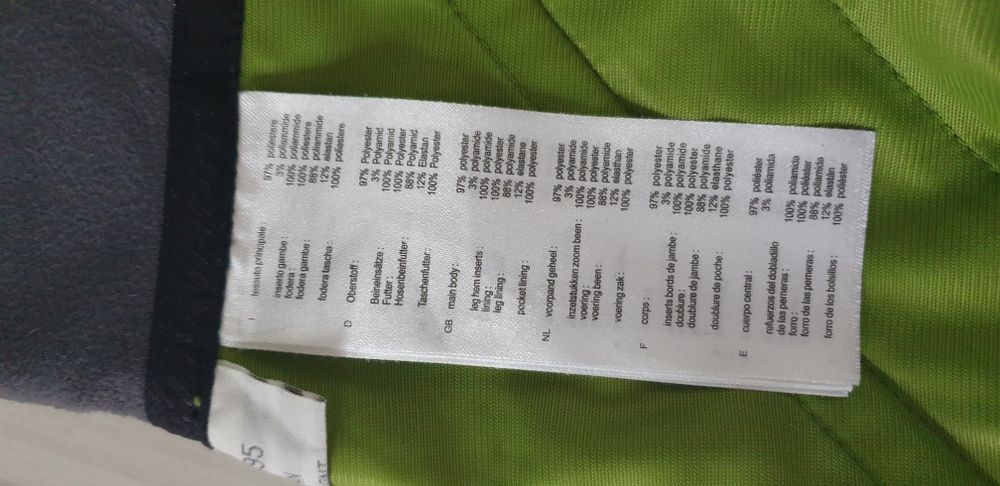 I tessuto principale 97% poliestere
3% poliammide
inserto gambe : 100% poliammide
fodera : 100% poliestere
fodera gamba : 88% poliammide
12% elastan
fodera tascha : 100% poliestere
D Oberstoff : 97% Polyester
3% Polyamid
Beineinsätze : 100% Polyamid
Futter : 100% Polyester
Hosenbeinfutter : 88% Polyamid
12% Elastan
Taschenfutter : 100% Polyester
GB main body : 97% polyester
3% polyamide
leg hem inserts : 100% polyamide
lining : 100% polyester
leg lining : 88% polyamide
12% elastane
pocket lining : 100% polyester
NL voorpand geheel : 97% polyester
3% polyamide
inzatstukken zoom been : 100% polyamide
voering : 100% polyester
voering been : 88% polyamide
12% elasthan
voering zak : 100% polyester
F corps : 97% polyester
3% polyamide
inserts bords de jambe : 100% polyamide
doublure : 100% polyester
doublure de jambe : 88% polyamide
12% elasthane
doublure de poche : 100% polyester
E cuerpo central : 97% poliéster
3% poliamida
rafuerzos del dobladillo
de las perneras : 100% poliamida
forro : 100% poliéster
forro de las perneras : 88% poliamida
12% elastán
forro de los bolsillos : 100% poliéster
95